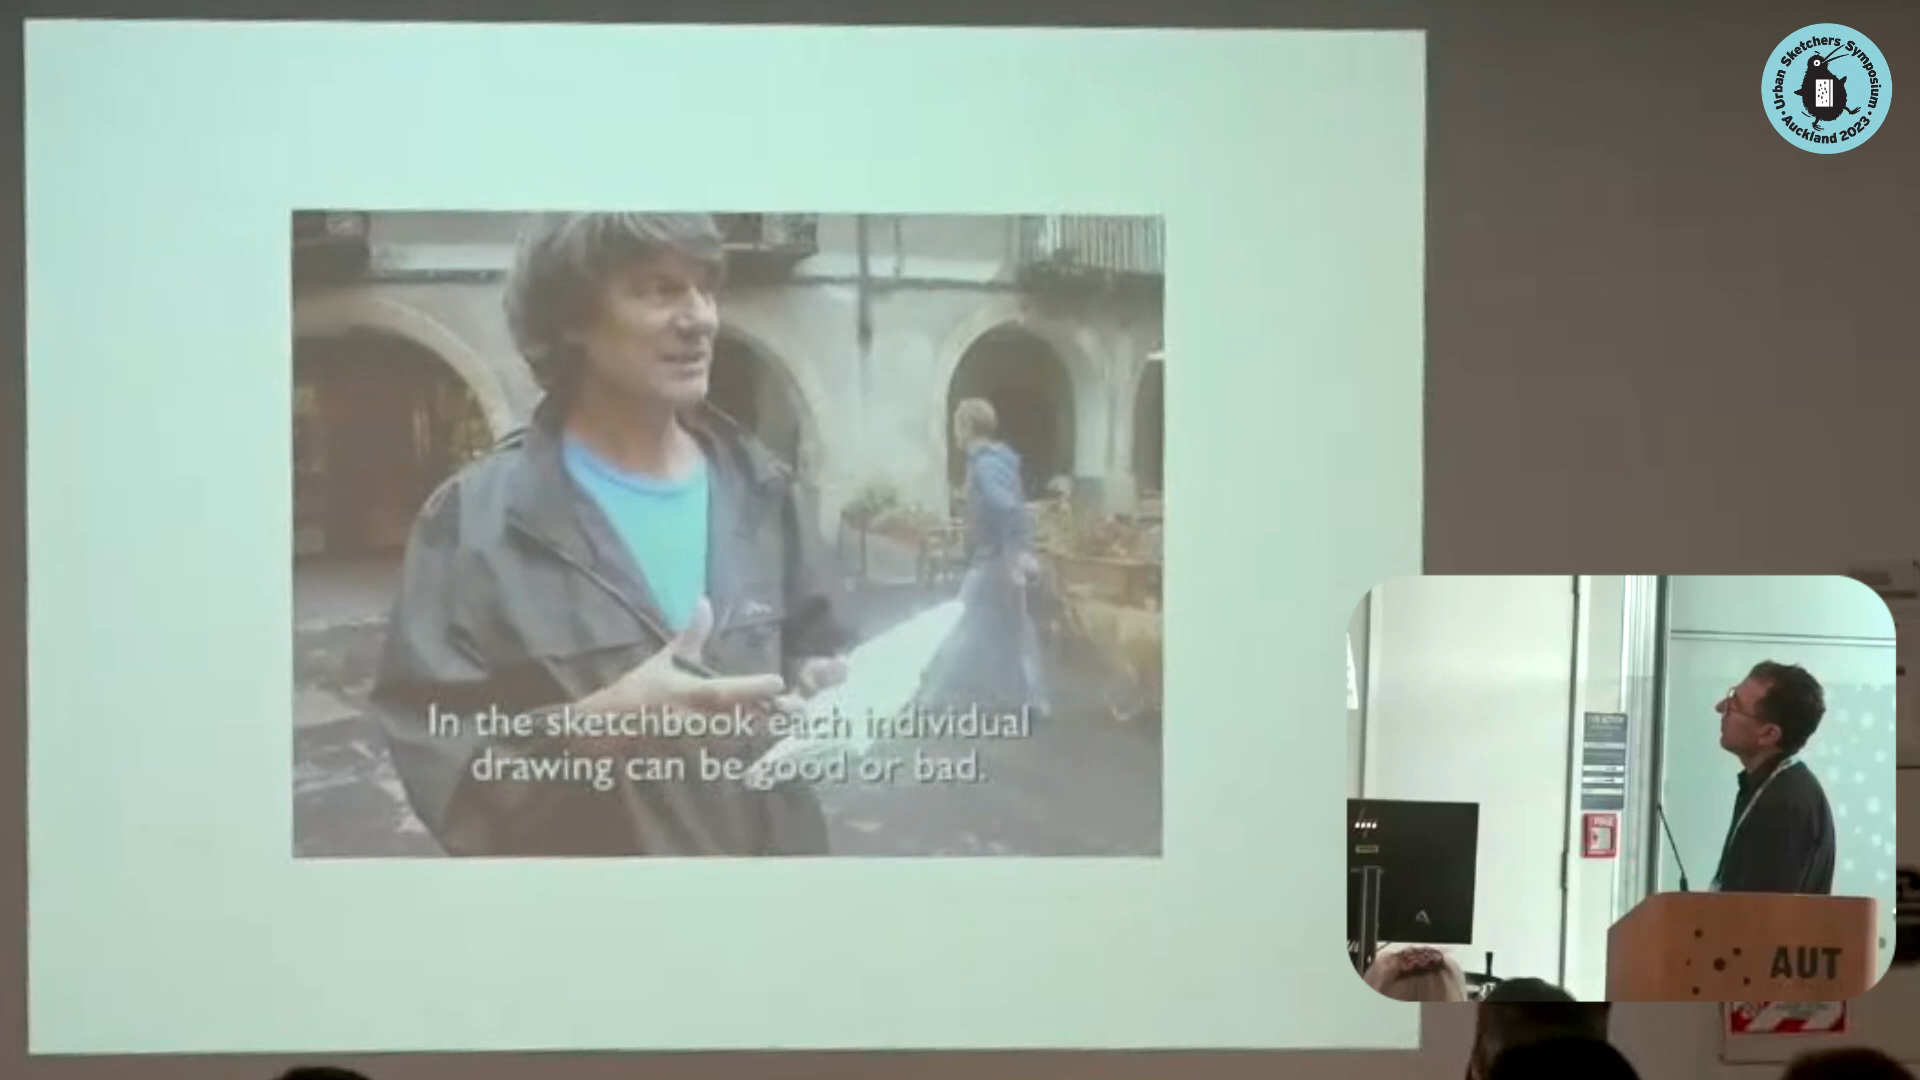 Urban Sketchers Symposium
Auckland 2023
In the sketchbook each individual
drawing can be good or bad.
AUT